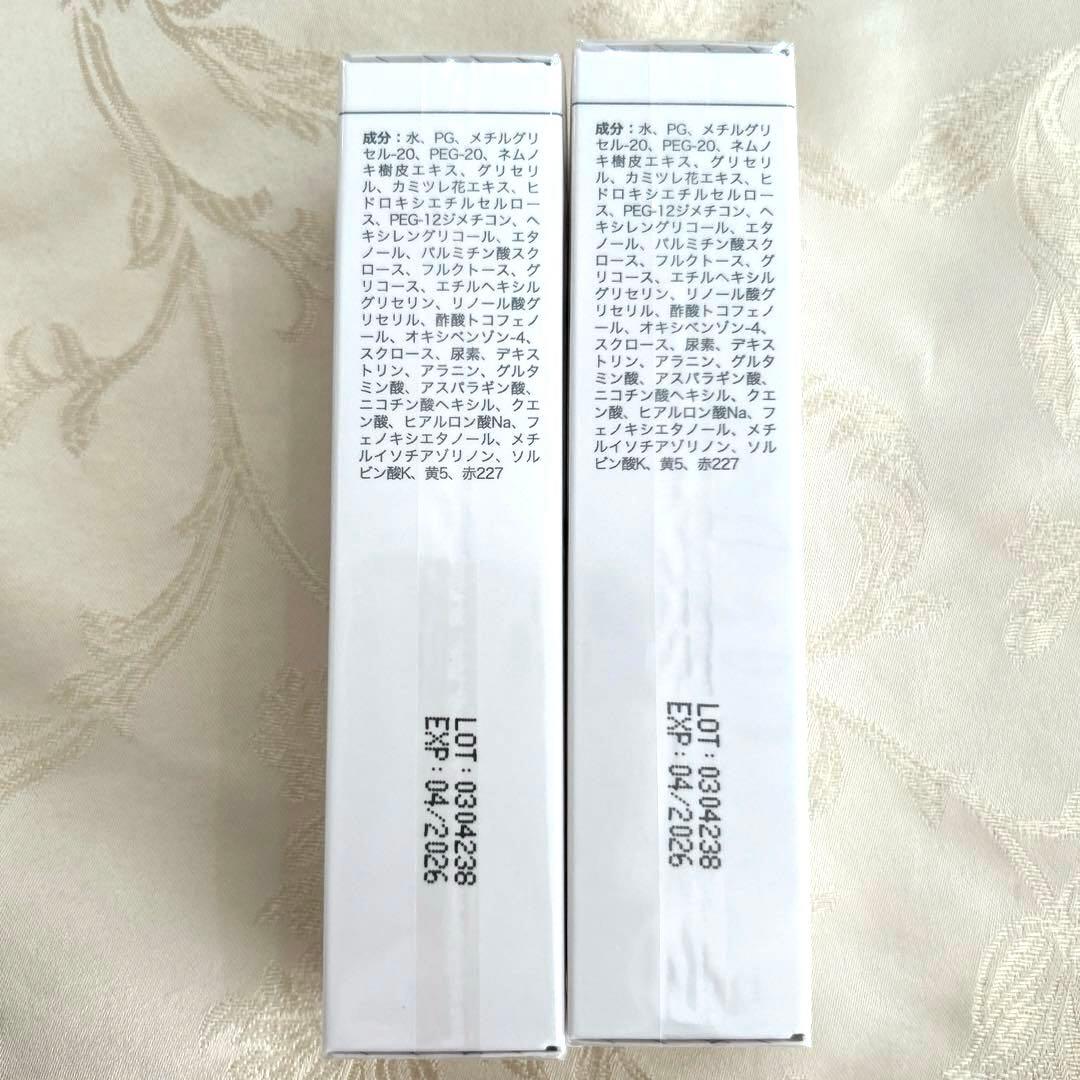 成分：水、PG、メチルグリ
セル-20、PEG-20、ネムノ
キ樹皮エキス、グリセリ
ル、カミツレ花エキス、ヒ
ドロキシエチルセルロー
ス、PEG-12ジメチコン、ヘ
キシレングリコール、エタ
ノール、パルミチン酸スク
ロース、フルクトース、グ
リコース、エチルヘキシル
グリセリン、リノール酸グ
リセリル、酢酸トコフェノ
ール、オキシベンゾン-4、
スクロース、尿素、デキス
トリン、アラニン、グルタ
ミン酸、アスパラギン酸、
ニコチン酸ヘキシル、クエ
ン酸、ヒアルロン酸Na、フ
ェノキシエタノール、メチ
ルイソチアゾリノン、ソル
ビン酸K、黄5、赤227
LOT：0304238
EXP：04/2026
成分：水、PG、メチルグリ
セル-20、PEG-20、ネムノ
キ樹皮エキス、グリセリ
ル、カミツレ花エキス、ヒ
ドロキシエチルセルロー
ス、PEG-12ジメチコン、ヘ
キシレングリコール、エタ
ノール、パルミチン酸スク
ロース、フルクトース、グ
リコース、エチルヘキシル
グリセリン、リノール酸グ
リセリル、酢酸トコフェノ
ール、オキシベンゾン-4、
スクロース、尿素、デキス
トリン、アラニン、グルタ
ミン酸、アスパラギン酸、
ニコチン酸ヘキシル、クエ
ン酸、ヒアルロン酸Na、フ
ェノキシエタノール、メチ
ルイソチアゾリノン、ソル
ビン酸K、黄5、赤227
LOT：0304238
EXP：04/2026